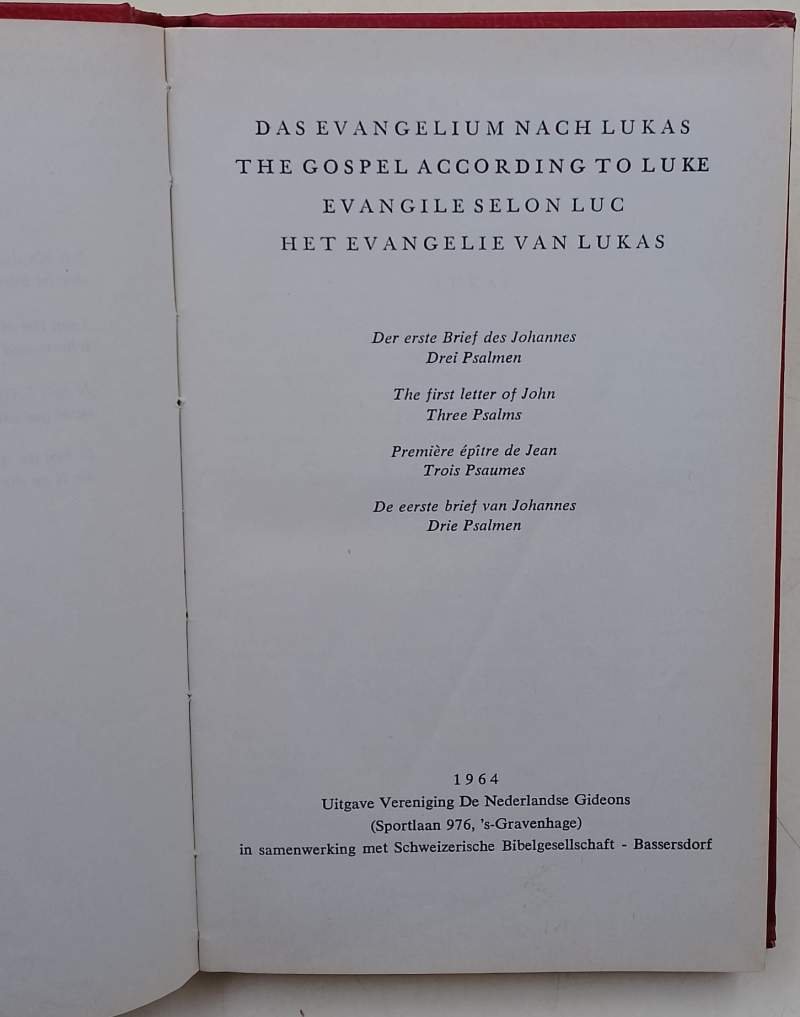 DAS EVANGELIUM NACH LUKAS
THE GOSPEL ACCORDING TO LUKE
EVANGILE SELON LUC
HET EVANGELIE VAN LUKAS
Der erste Brief des Johannes
Drei Psalmen
The first letter of John
Three Psalms
Première épître de Jean
Trois Psaumes
De eerste brief van Johannes
Drie Psalmen
1964
Uitgave Vereniging De Nederlandse Gideons
(Sportlaan 976, 's-Gravenhage)
in samenwerking met Schweizerische Bibelgesellschaft - Bassersdorf